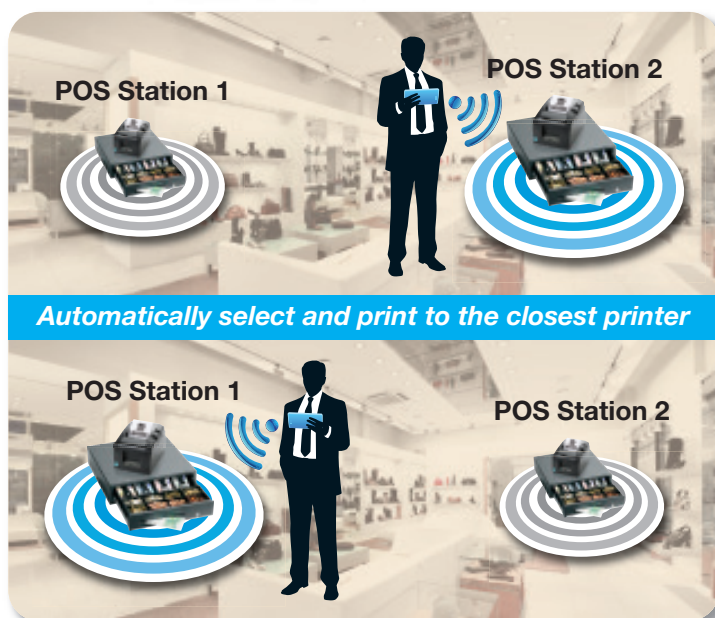 POS Station 1
POS Station 2
Automatically select and print to the closest printer
POS Station 1
POS Station 2